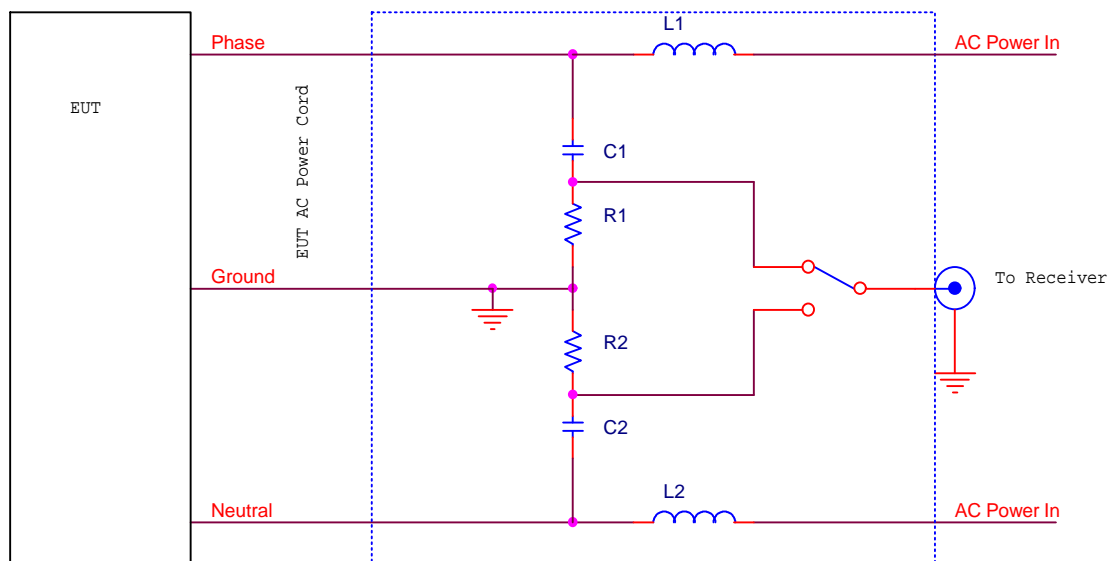 L1
Phase
AC Power In
EUT
EUT AC Power Cord
C1
R1
Ground
To Receiver
R2
C2
L2
Neutral
AC Power In